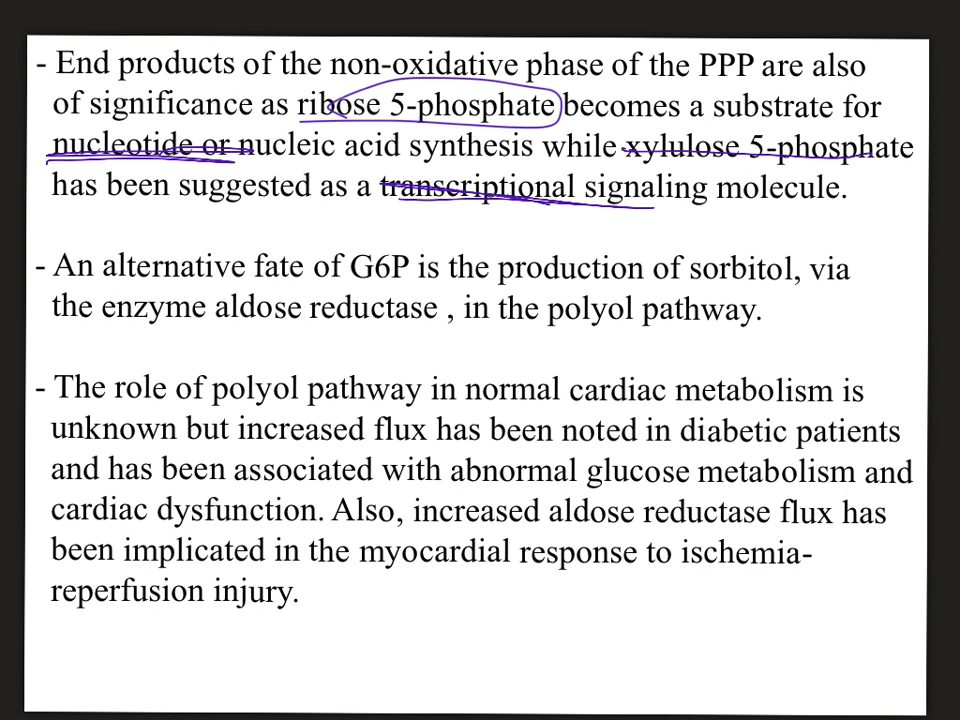 - End products of the non-oxidative phase of the PPP are also
of significance as ribose 5-phosphate becomes a substrate for
nucleotide or nucleic acid synthesis while xylulose 5-phosphate
has been suggested as a transcriptional signaling molecule.
- An alternative fate of G6P is the production of sorbitol, via
the enzyme aldose reductase , in the polyol pathway.
- The role of polyol pathway in normal cardiac metabolism is
unknown but increased flux has been noted in diabetic patients
and has been associated with abnormal glucose metabolism and
cardiac dysfunction. Also, increased aldose reductase flux has
been implicated in the myocardial response to ischemia-
reperfusion injury.